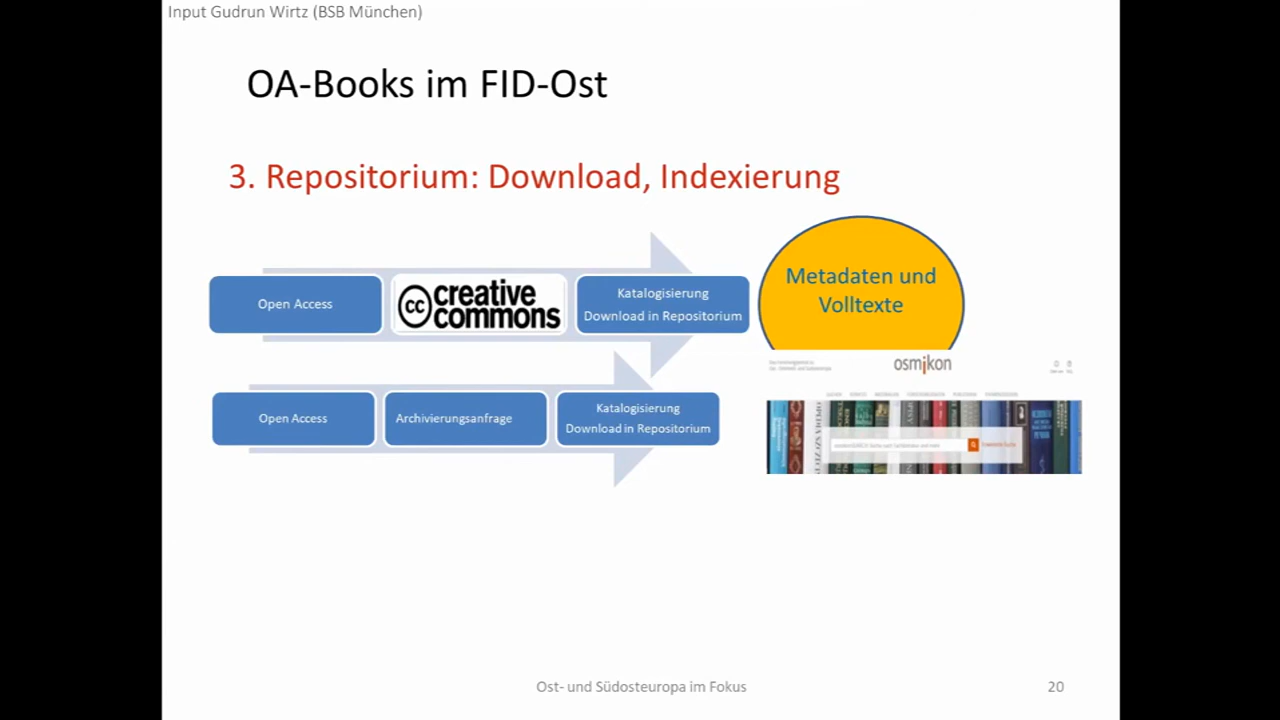 Input Gudrun Wirtz (BSB München)
OA-Books im FID-Ost
3. Repositorium: Download, Indexierung
Open Access
cc creative
commons
Katalogisierung
Download in Repositorium
Metadaten und
Volltexte
Open Access
Archivierungsanfrage
Katalogisierung
Download in Repositorium
osmikon
Ost- und Südosteuropa im Fokus
20